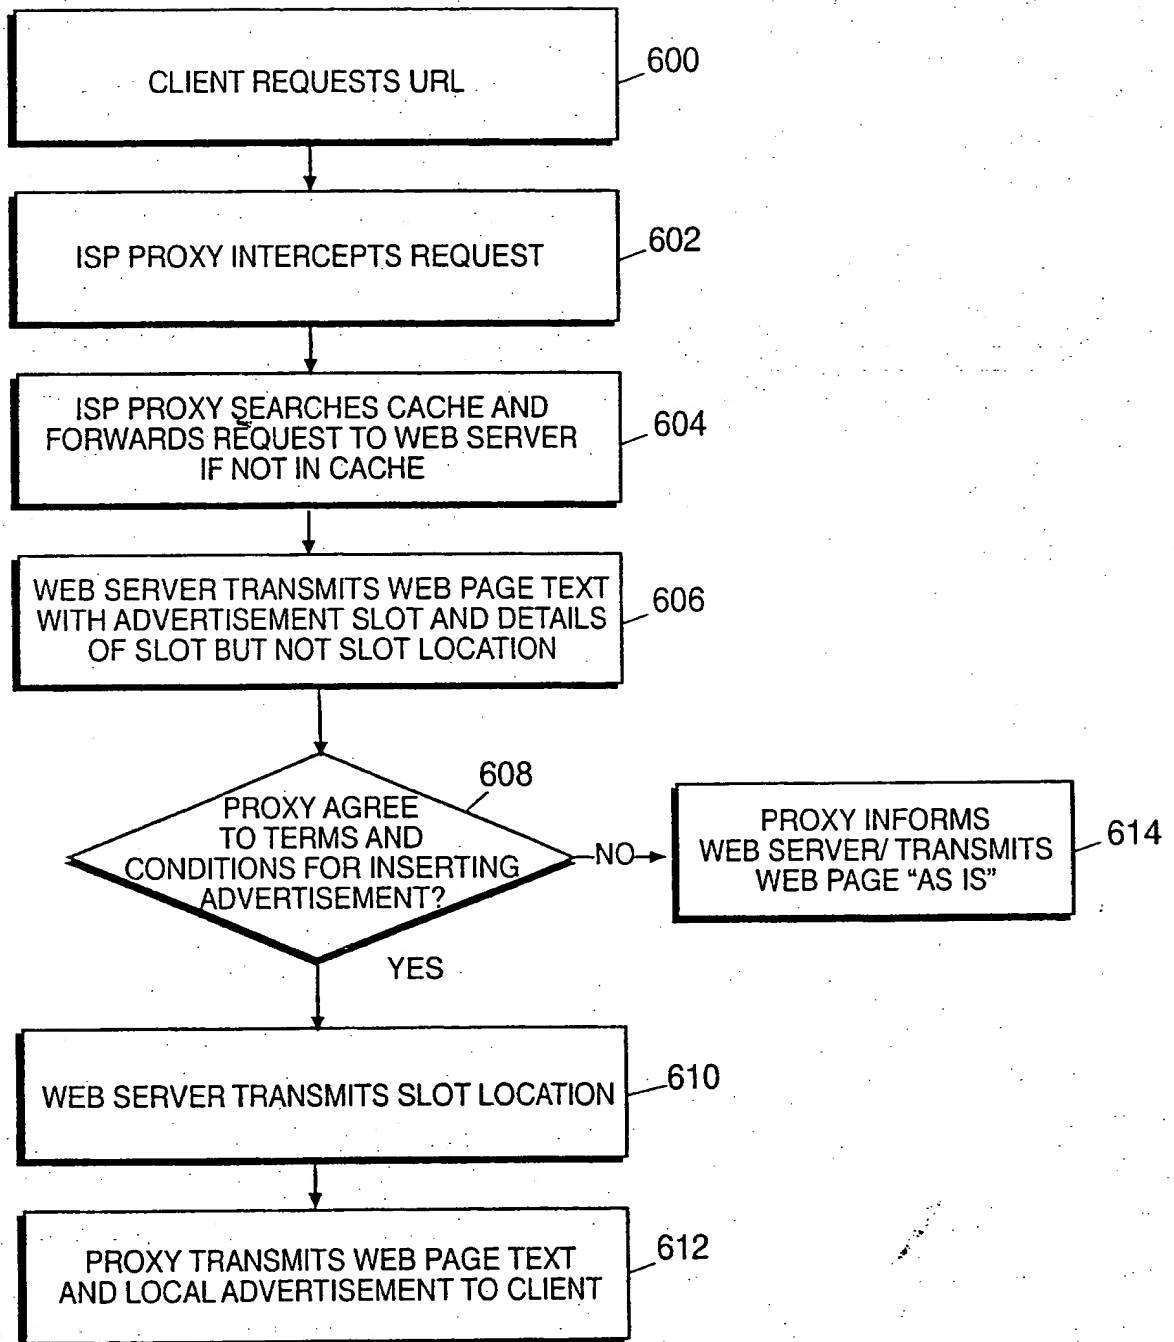 CLIENT REQUESTS URL
600
ISP PROXY INTERCEPTS REQUEST
602
ISP PROXY SEARCHES CACHE AND
FORWARDS REQUEST TO WEB SERVER
IF NOT IN CACHE
604
WEB SERVER TRANSMITS WEB PAGE TEXT
WITH ADVERTISEMENT SLOT AND DETAILS
OF SLOT BUT NOT SLOT LOCATION
606
608
PROXY AGREE
TO TERMS AND
CONDITIONS FOR INSERTING
ADVERTISEMENT?
NO
PROXY INFORMS
WEB SERVER/ TRANSMITS
WEB PAGE “AS IS”
614
YES
WEB SERVER TRANSMITS SLOT LOCATION
610
PROXY TRANSMITS WEB PAGE TEXT
AND LOCAL ADVERTISEMENT TO CLIENT
612